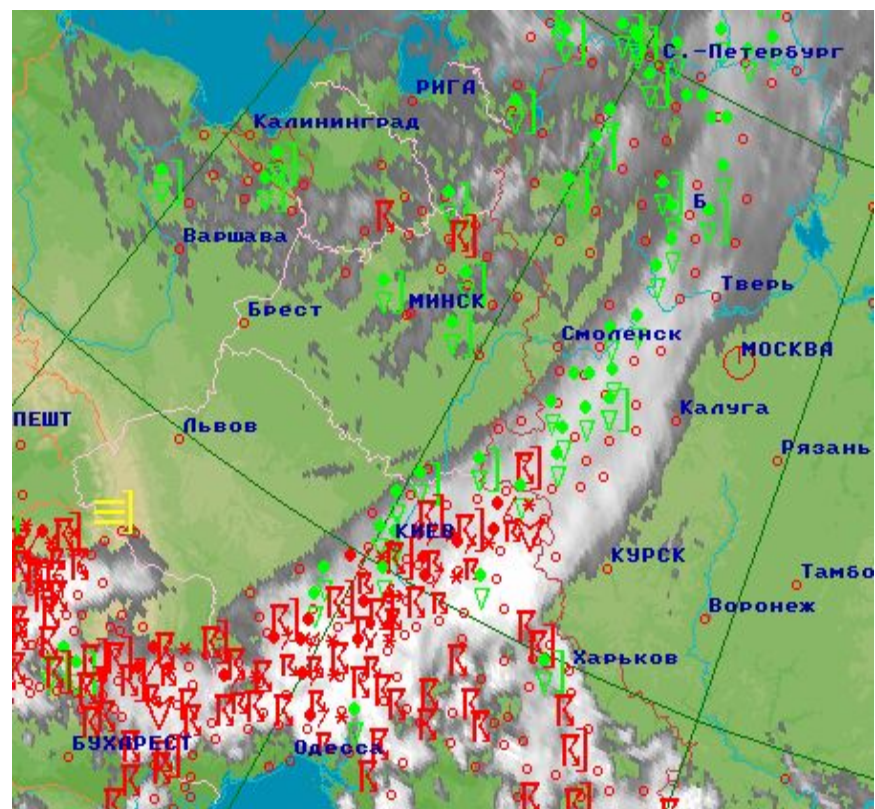 С.-Петербург
РИГА
Калининград
Б
Варшава
Тверь
Брест
МИНСК
Смоленск
МОСКВА
Калуга
ПЕШТ
Львов
Рязань
КИЕВ
КУРСК
Тамбо
Воронеж
Харьков
БУХАРЕСТ
Одесса